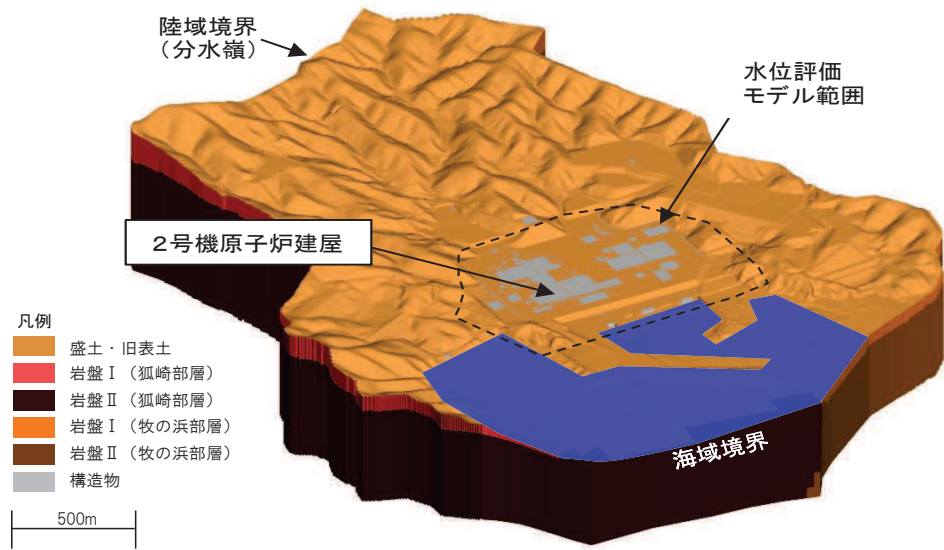 陸域境界
（分水嶺）
水位評価
モデル範囲
２号機原子炉建屋
凡例
盛土・旧表土
岩盤Ⅰ（狐崎部層）
岩盤Ⅱ（狐崎部層）
岩盤Ⅰ（牧の浜部層）
岩盤Ⅱ（牧の浜部層）
構造物
海域境界
500m